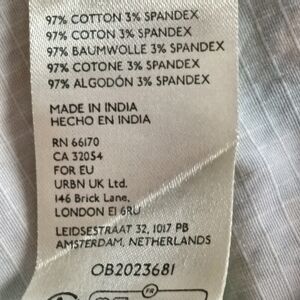 97% COTTON 3% SPANDEX
97% COTON 3% SPANDEX
97% BAUMWOLLE 3% SPANDEX
97% COTONE 3% SPANDEX
97% ALGODÓN 3% SPANDEX
MADE IN INDIA
HECHO EN INDIA
RN 66170
CA 32054
FOR EU
URBN UK Ltd.
146 Brick Lane,
LONDON E1 6RU
LEIDSESTRAAT 32, 1017 PB
AMSTERDAM, NETHERLANDS
OB2023681
FR